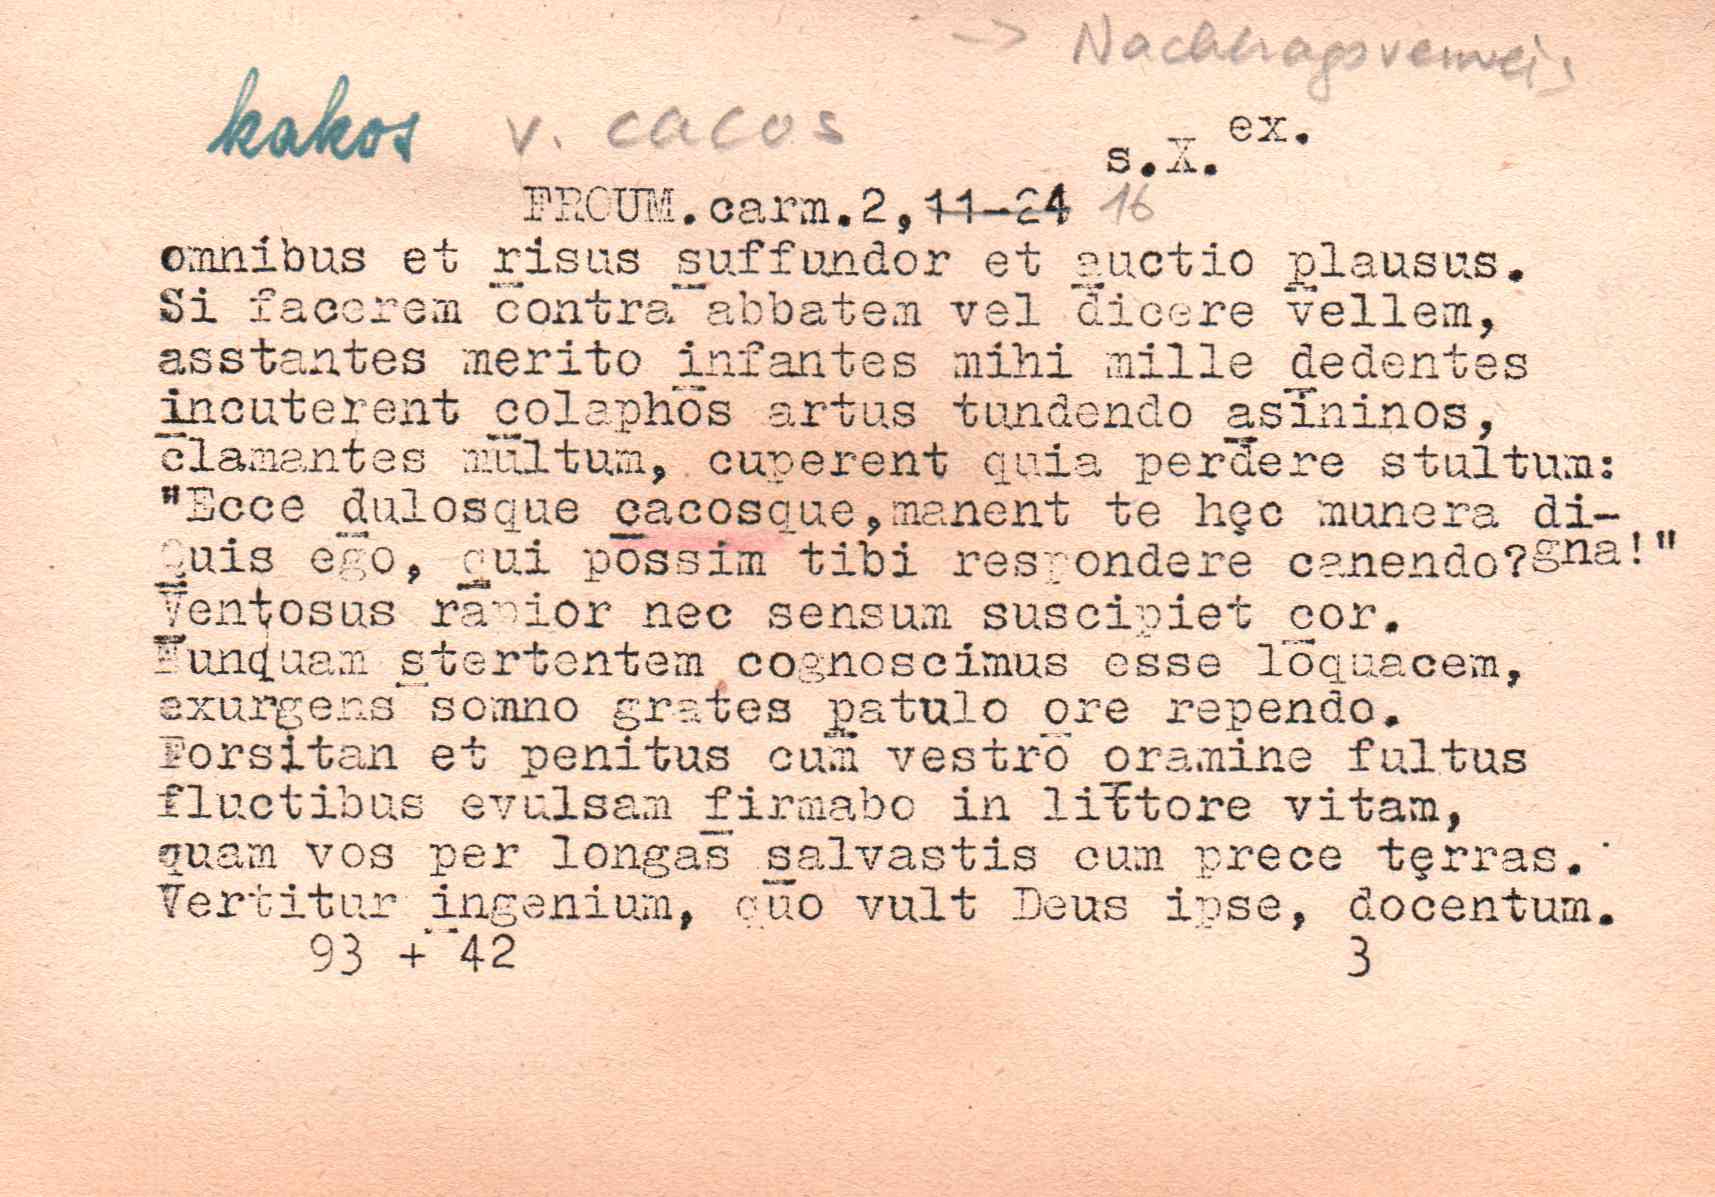 → Nachtragsverweis
kakos v. cacos
s.X.ex.
FROUM.carm.2,11-24 16
omnibus et risus suffundor et auctio plausus.
Si facerem contra abbatem vel dicere vellem,
asstantes merito infantes mihi mille dedentes
incuterent colaphos artus tundendo asininos,
clamantes multum, cuperent quia perdere stultum:
"Ecce dulosque cacosque,manent te hęc munera di-
gna!"
Quis ego, qui possim tibi respondere canendo?
Ventosus rapior nec sensum suscipiet cor.
Nunquam stertentem cognoscimus esse loquacem,
exurgens somno grates patulo ore rependo.
Forsitan et penitus cum vestro oramine fultus
fluctibus evulsam firmabo in littore vitam,
quam vos per longas salvastis cum prece tęrras.
Vertitur ingenium, quo vult Deus ipse, docentum.
93 + 42 3